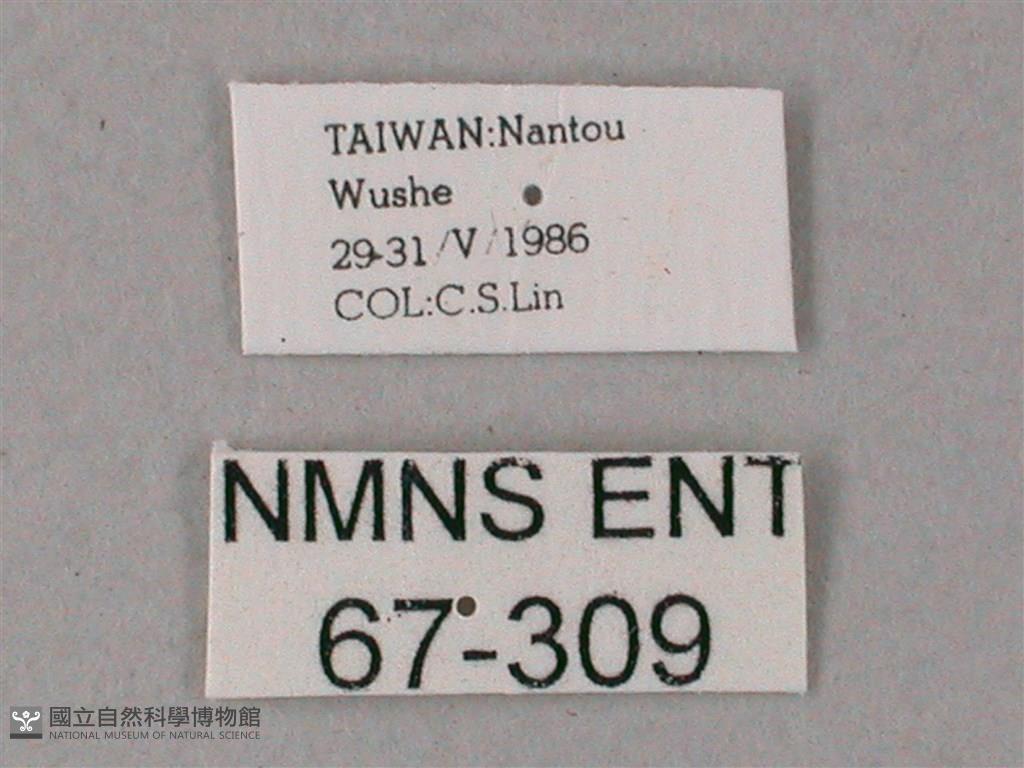 TAIWAN:Nantou
Wushe
29-31/V/1986
COL:C.S.Lin
NMNS ENT
67-309
國立自然科學博物館
NATIONAL MUSEUM OF NATURAL SCIENCE